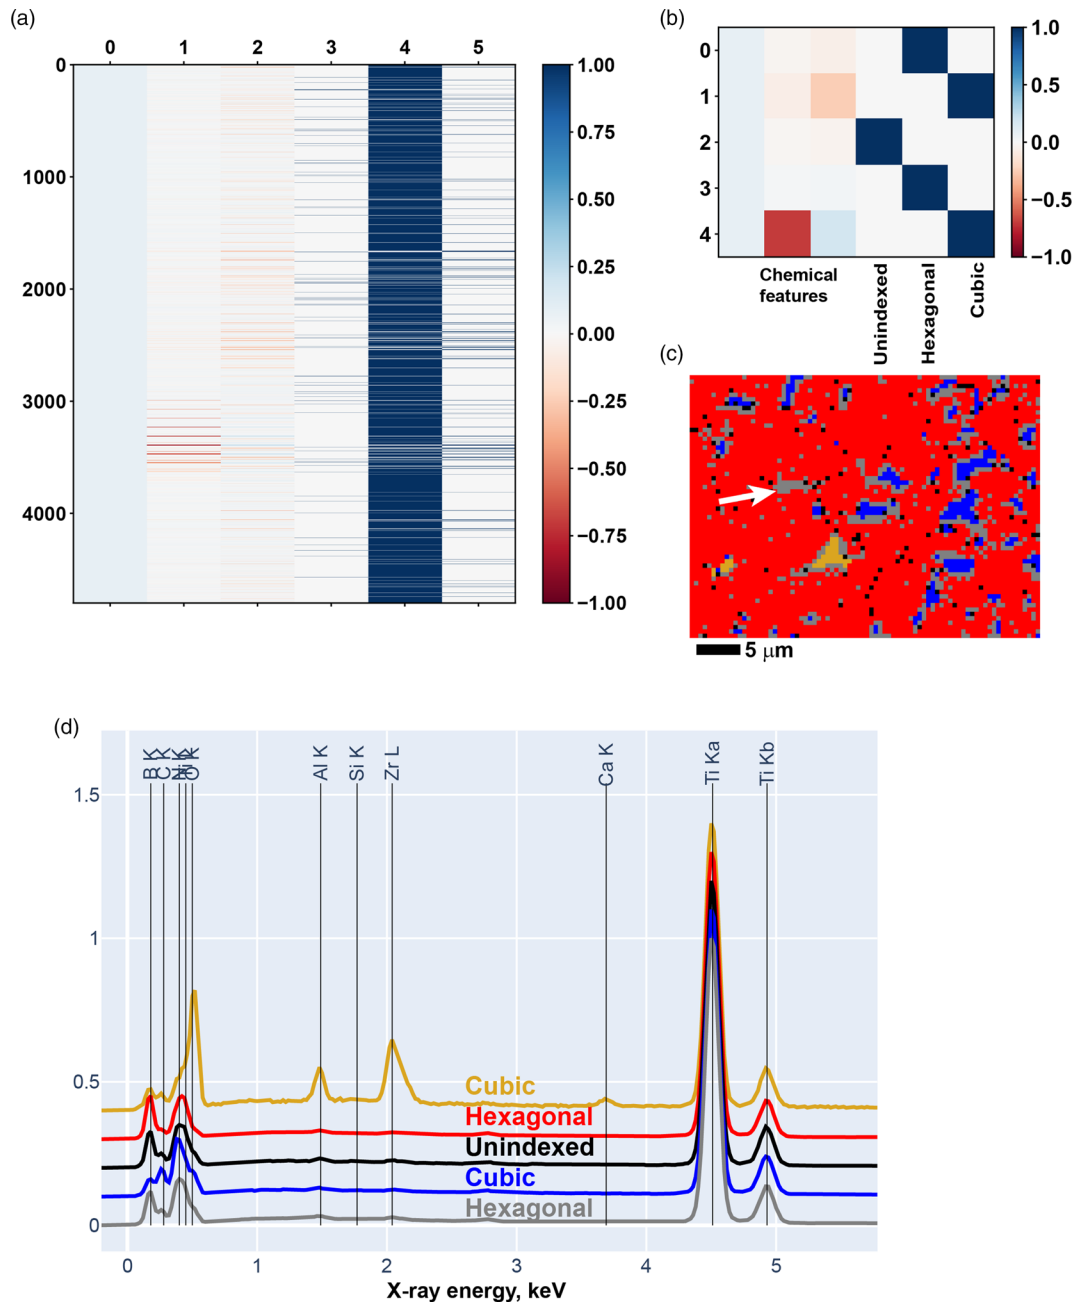 (a)
0 1 2 3 4 5
0
1000
2000
3000
4000
1.00
0.75
0.50
0.25
0.00
−0.25
−0.50
−0.75
−1.00
(b)
0
1
2
3
4
1.0
0.5
0.0
−0.5
−1.0
Chemical
features
Unindexed
Hexagonal
Cubic
(c)
5 μm
(d)
B K
C K
N K
O K
Al K
Si K
Zr L
Ca K
Ti Ka
Ti Kb
1.5
1
0.5
0
Cubic
Hexagonal
Unindexed
Cubic
Hexagonal
0 1 2 3 4 5
X-ray energy, keV